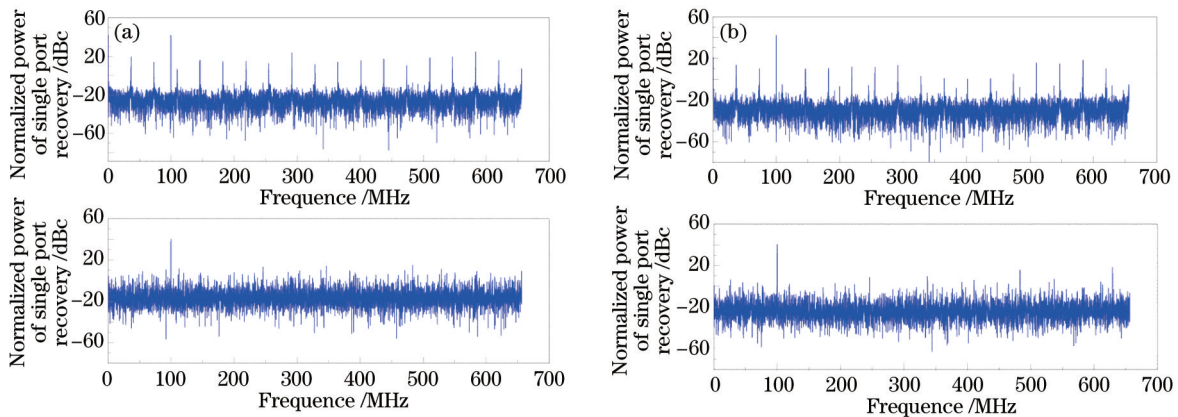 (a)
Normalized power
of single port
recovery /dBc
60
20
−20
−60
0 100 200 300 400 500 600 700
Frequence /MHz
Normalized power
of single port
recovery /dBc
60
20
−20
−60
0 100 200 300 400 500 600 700
Frequence /MHz
(b)
Normalized power
of single port
recovery /dBc
60
20
−20
−60
0 100 200 300 400 500 600 700
Frequence /MHz
Normalized power
of single port
recovery /dBc
60
20
−20
−60
0 100 200 300 400 500 600 700
Frequence /MHz